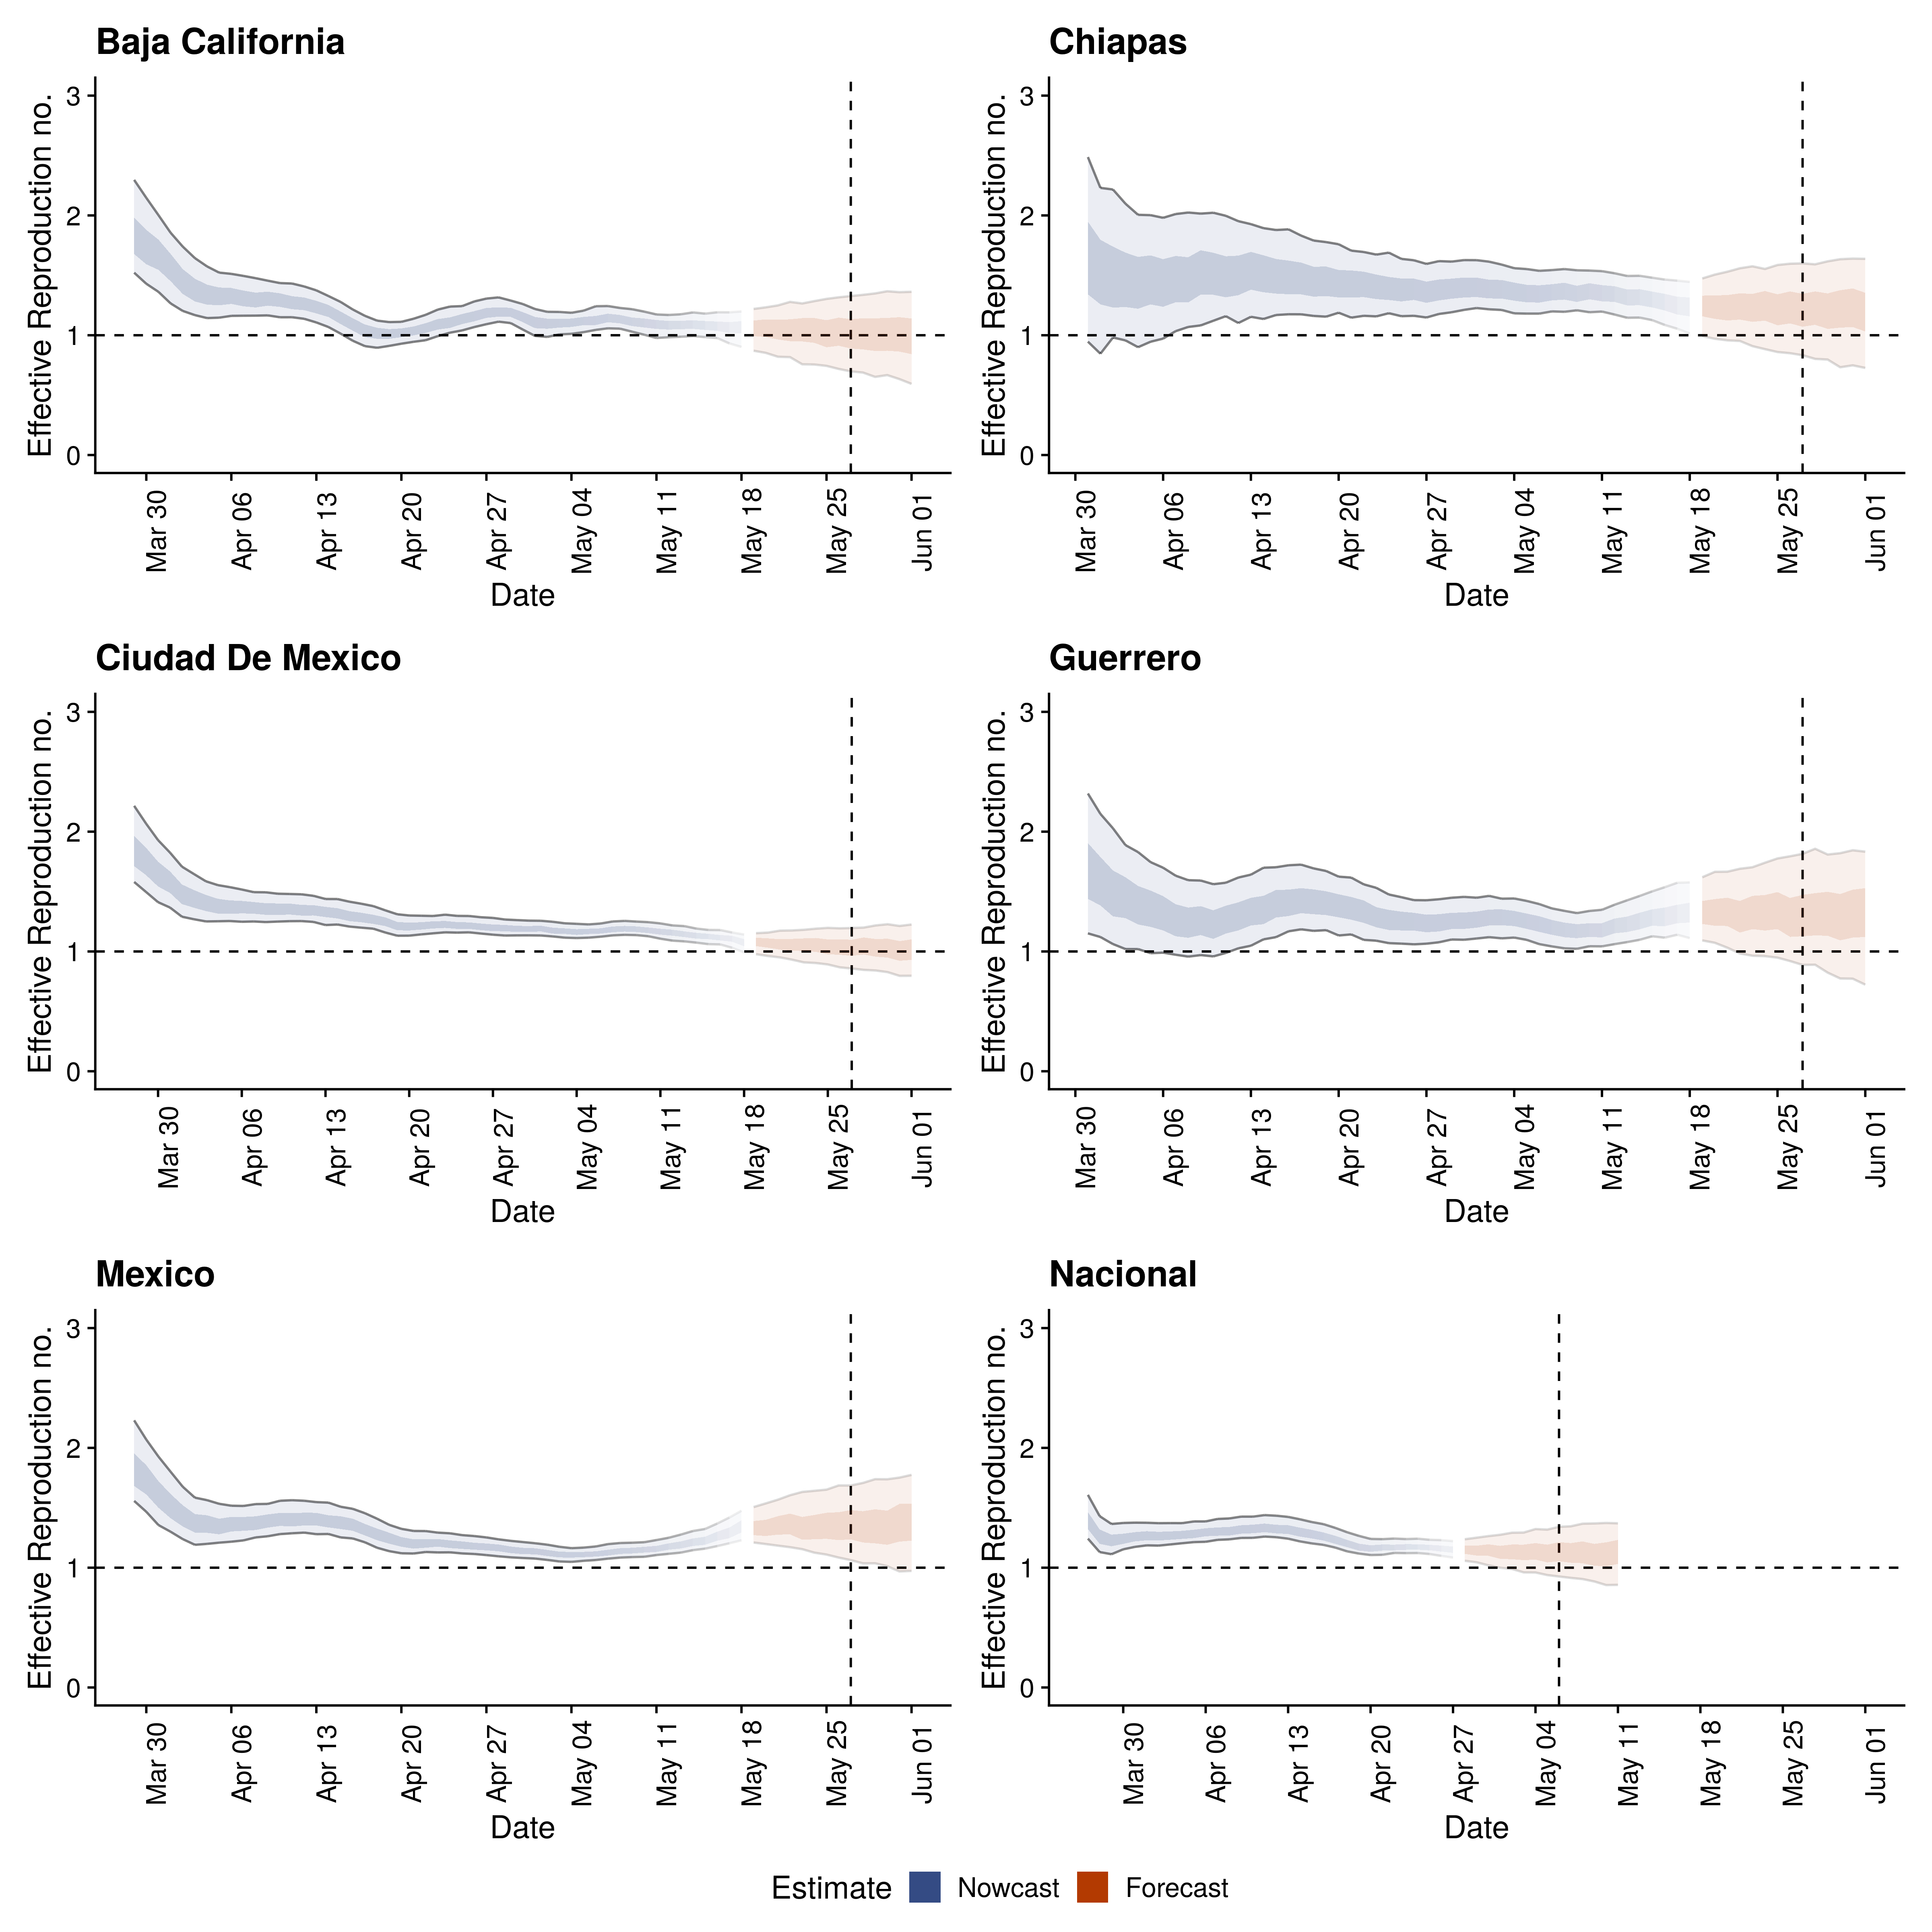 Baja California
Effective Reproduction no.
3
2
1
0
Mar 30
Apr 06
Apr 13
Apr 20
Apr 27
May 04
May 11
May 18
May 25
Jun 01
Date
Chiapas
Effective Reproduction no.
3
2
1
0
Mar 30
Apr 06
Apr 13
Apr 20
Apr 27
May 04
May 11
May 18
May 25
Jun 01
Date
Ciudad De Mexico
Effective Reproduction no.
3
2
1
0
Mar 30
Apr 06
Apr 13
Apr 20
Apr 27
May 04
May 11
May 18
May 25
Jun 01
Date
Guerrero
Effective Reproduction no.
3
2
1
0
Mar 30
Apr 06
Apr 13
Apr 20
Apr 27
May 04
May 11
May 18
May 25
Jun 01
Date
Mexico
Effective Reproduction no.
3
2
1
0
Mar 30
Apr 06
Apr 13
Apr 20
Apr 27
May 04
May 11
May 18
May 25
Jun 01
Date
Nacional
Effective Reproduction no.
3
2
1
0
Mar 30
Apr 06
Apr 13
Apr 20
Apr 27
May 04
May 11
May 18
May 25
Jun 01
Date
Estimate Nowcast Forecast